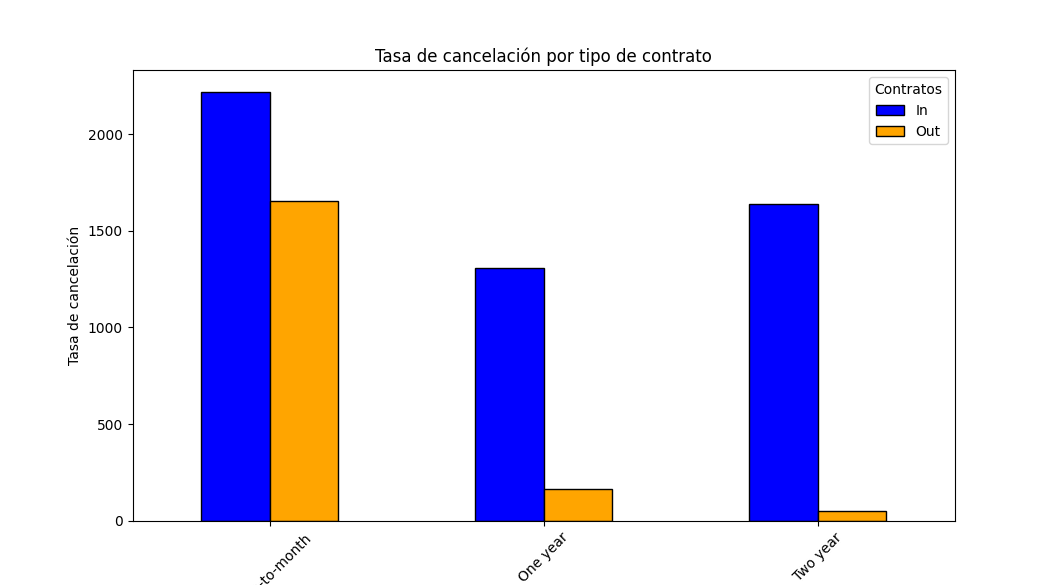 Tasa de cancelación por tipo de contrato
Contratos
In
Out
Tasa de cancelación
2000
1500
1000
500
0
-to-month
One year
Two year